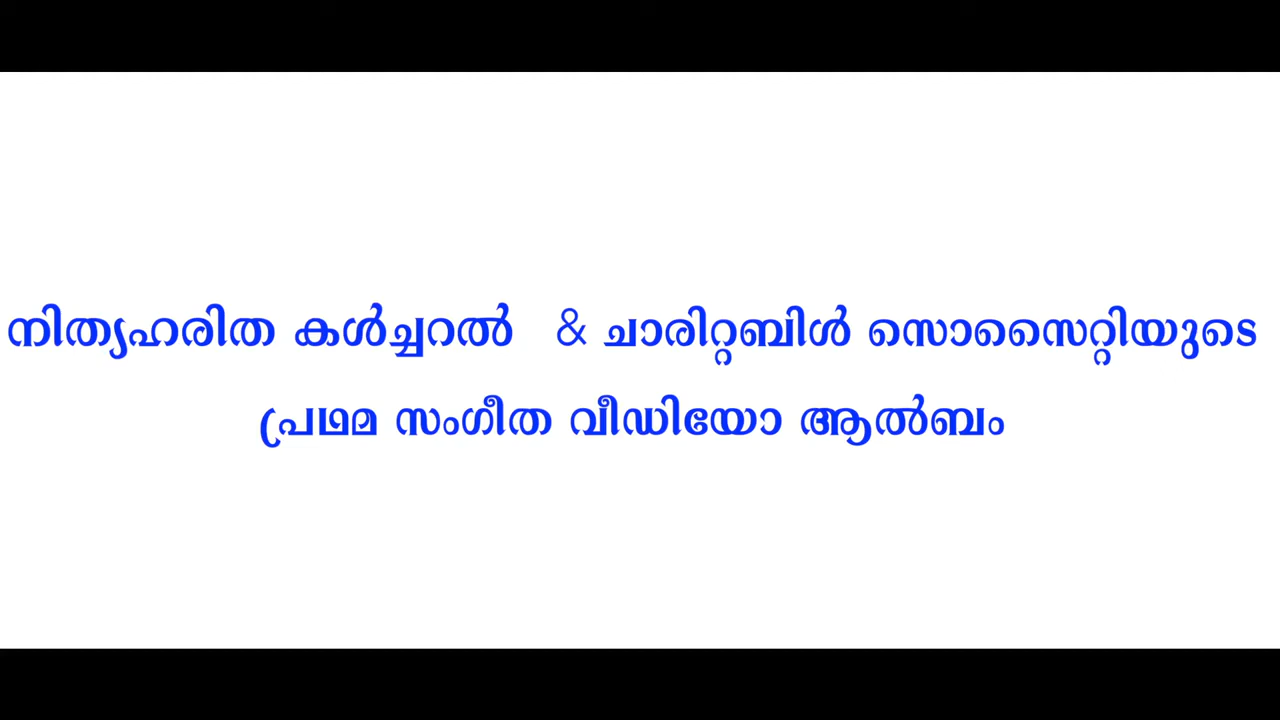 നിത്യഹരിത കൾച്ചറൽ & ചാരിറ്റബിൾ സൊസൈറ്റിയുടെ
പ്രഥമ സംഗീത വീഡിയോ ആൽബം